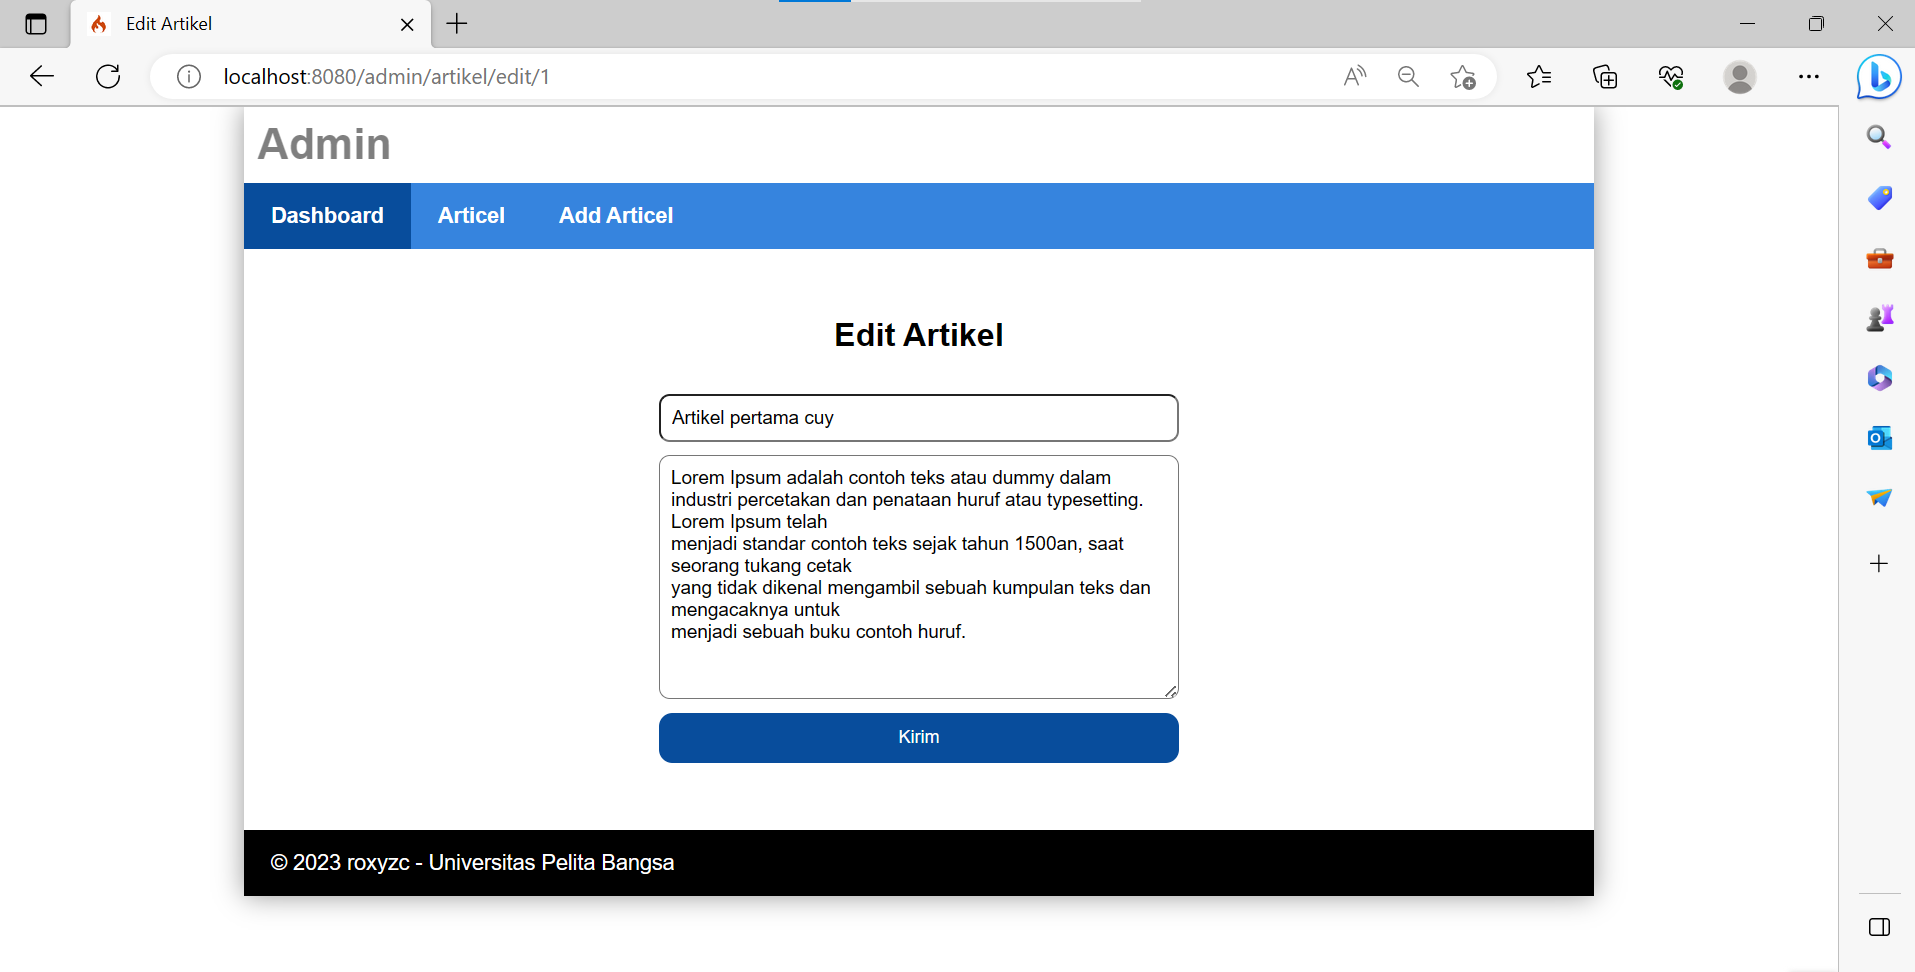 Edit Artikel
localhost:8080/admin/artikel/edit/1
Admin
Dashboard Articel Add Articel
Edit Artikel
Artikel pertama cuy
Lorem Ipsum adalah contoh teks atau dummy dalam
industri percetakan dan penataan huruf atau typesetting.
Lorem Ipsum telah
menjadi standar contoh teks sejak tahun 1500an, saat
seorang tukang cetak
yang tidak dikenal mengambil sebuah kumpulan teks dan
mengacaknya untuk
menjadi sebuah buku contoh huruf.
Kirim
© 2023 roxyzc - Universitas Pelita Bangsa